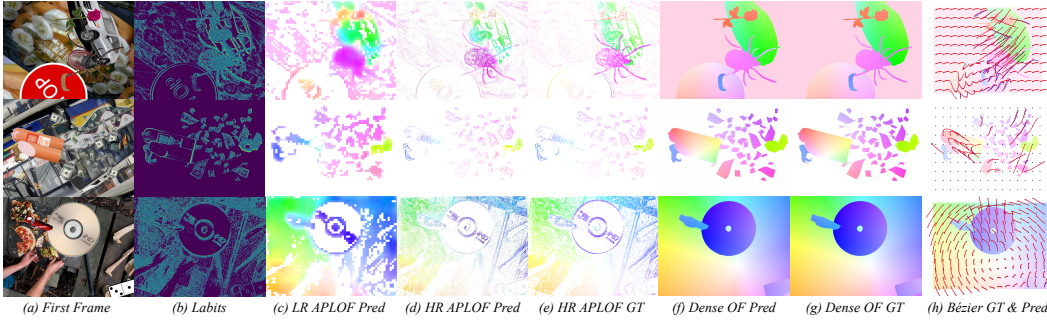 (a) First Frame
(b) Labits
(c) LR APLOF Pred
(d) HR APLOF Pred
(e) HR APLOF GT
(f) Dense OF Pred
(g) Dense OF GT
(h) Bézier GT & Pred